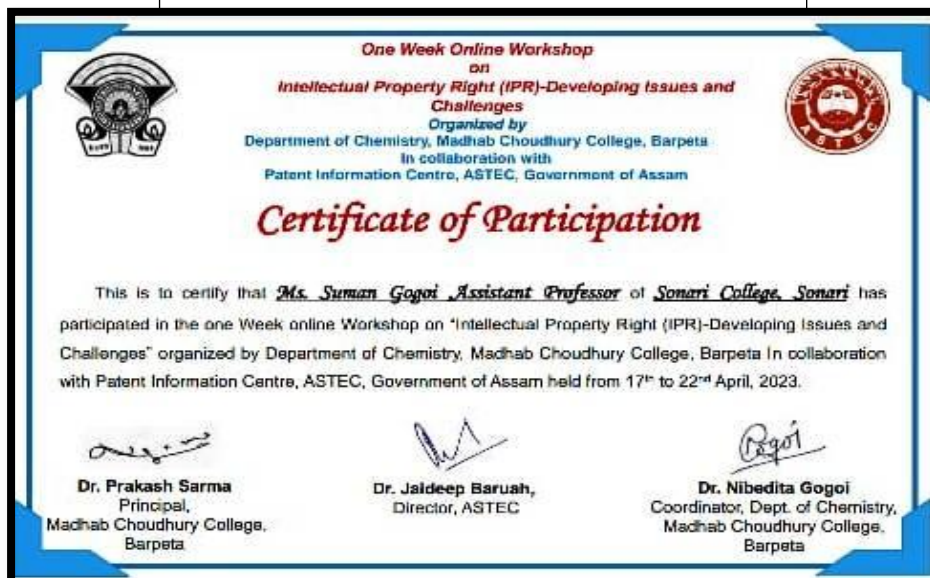 One Week Online Workshop
on
Intellectual Property Right (IPR)-Developing Issues and
Challenges
Organized by
Department of Chemistry, Madhab Choudhury College, Barpeta
In collaboration with
Patent Information Centre, ASTEC, Government of Assam
ASTEC
Certificate of Participation
This is to certify that Ms. Suman Gogoi ,Assistant Professor of Sonari College, Sonari has
participated in the one Week online Workshop on "Intellectual Property Right (IPR)-Developing Issues and
Challenges" organized by Department of Chemistry, Madhab Choudhury College, Barpeta In collaboration
with Patent Information Centre, ASTEC, Government of Assam held from 17th to 22nd April, 2023.
Gogoi
Dr. Prakash Sarma
Principal,
Madhab Choudhury College,
Barpeta
Dr. Jaideep Baruah,
Director, ASTEC
Dr. Nibedita Gogoi
Coordinator, Dept. of Chemistry,
Madhab Choudhury College,
Barpeta